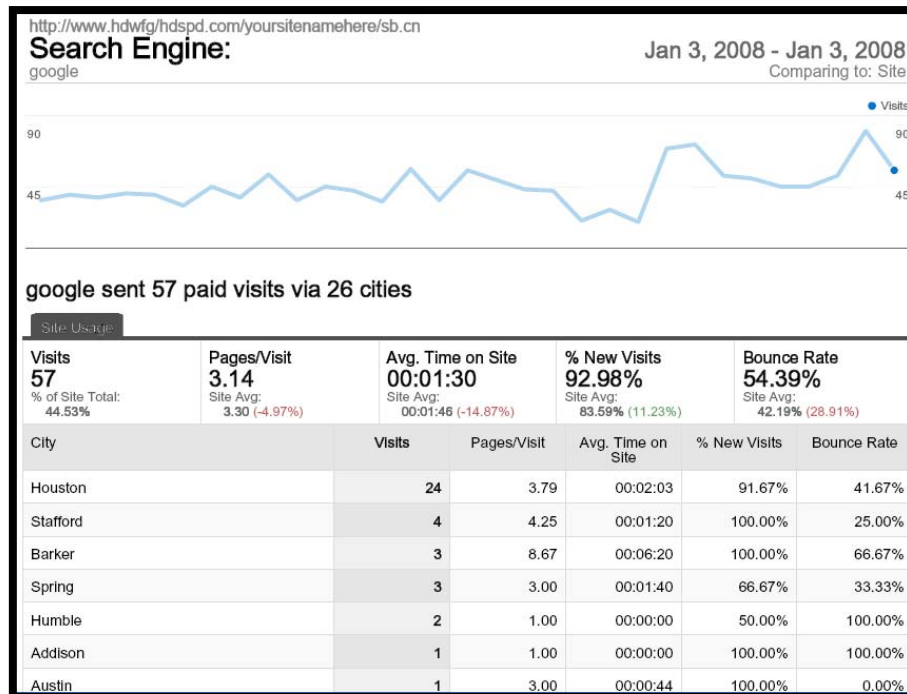 http://www.hdwfg/hdspd.com/yoursitenamehere/sb.cn
Search Engine:
google
Jan 3, 2008 - Jan 3, 2008
Comparing to: Site
Visits
90 90
45 45
google sent 57 paid visits via 26 cities
Site Usage
Visits Pages/Visit Avg. Time on Site % New Visits Bounce Rate
57 3.14 00:01:30 92.98% 54.39%
% of Site Total: Site Avg: Site Avg: Site Avg: Site Avg:
44.53% 3.30 (-4.97%) 00:01:46 (-14.87%) 83.59% (11.23%) 42.19% (28.91%)
City Visits Pages/Visit Avg. Time on Site % New Visits Bounce Rate
Houston 24 3.79 00:02:03 91.67% 41.67%
Stafford 4 4.25 00:01:20 100.00% 25.00%
Barker 3 8.67 00:06:20 100.00% 66.67%
Spring 3 3.00 00:01:40 66.67% 33.33%
Humble 2 1.00 00:00:00 50.00% 100.00%
Addison 1 1.00 00:00:00 100.00% 100.00%
Austin 1 3.00 00:00:44 100.00% 0.00%